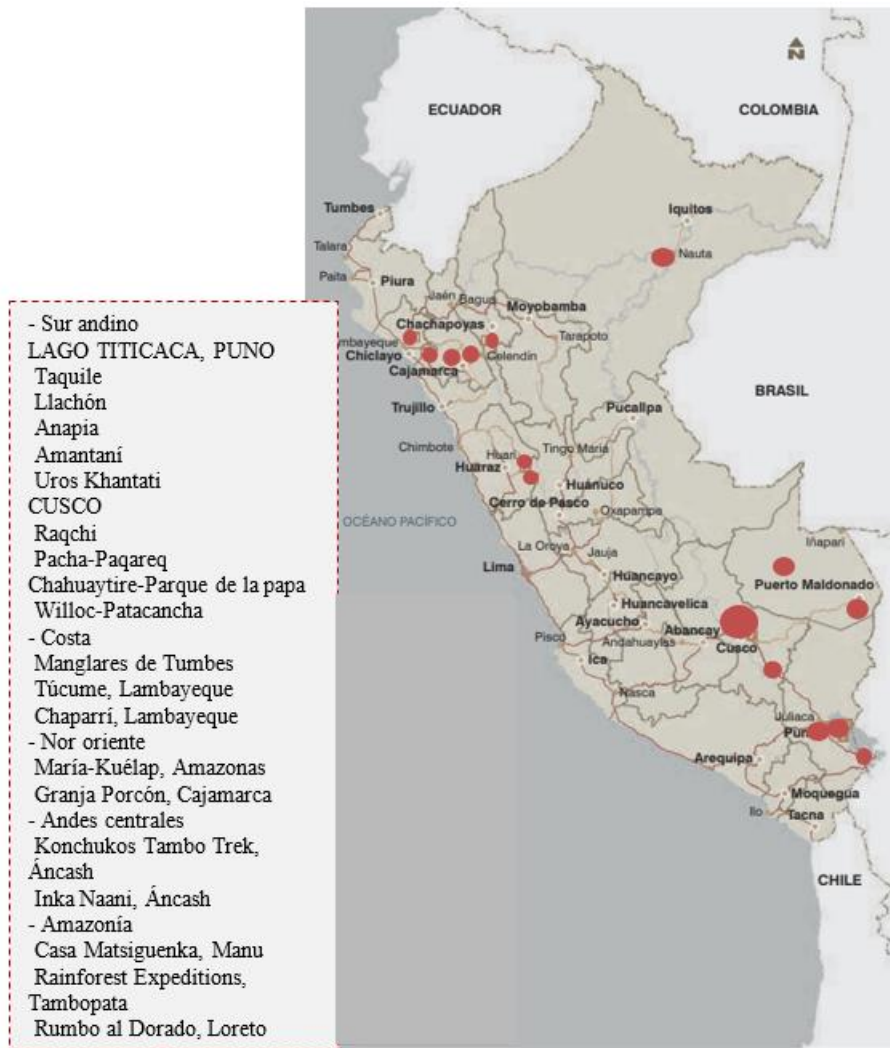 - Sur andino
LAGO TITICACA, PUNO
Taquile
Llachón
Anapia
Amantaní
Uros Khantati
CUSCO
Raqchi
Pacha-Paqareq
Chahuaytire-Parque de la papa
Willoc-Patacancha
- Costa
Manglares de Tumbes
Túcume, Lambayeque
Chaparrí, Lambayeque
- Nor oriente
María-Kuélap, Amazonas
Granja Porcón, Cajamarca
- Andes centrales
Konchukos Tambo Trek,
Áncash
Inka Naani, Áncash
- Amazonía
Casa Matsiguenka, Manu
Rainforest Expeditions,
Tambopata
Rumbo al Dorado, Loreto
N
ECUADOR
COLOMBIA
Tumbes
Iquitos
Talara
Nauta
Paita
Piura
Jaén
Bagua
Moyobamba
Chachapoyas
Tarapoto
mbayeque
Chiclayo
Celendín
Cajamarca
BRASIL
Trujillo
Pucallpa
Chimbote
Huari
Tingo María
Huaraz
Huánuco
Cerro de Pasco
Oxapampa
OCÉANO PACÍFICO
Iñapari
La Oroya
Jauja
Lima
Puerto Maldonado
Huancayo
Huancavelica
Ayacucho
Abancay
Pisco
Andahuaylas
Cusco
Ica
Nasca
Juliaca
Pun
Arequipa
Moquegua
Ilo
Tacna
CHILE